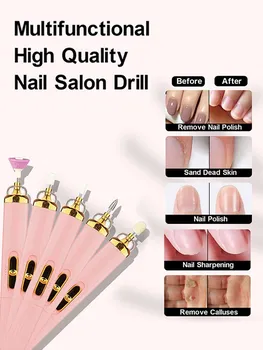 Multifunctional
High Quality
Nail Salon Drill
Before
After
Remove Nail Polish
Sand Dead Skin
Nail Polish
Nail Sharpening
Remove Calluses